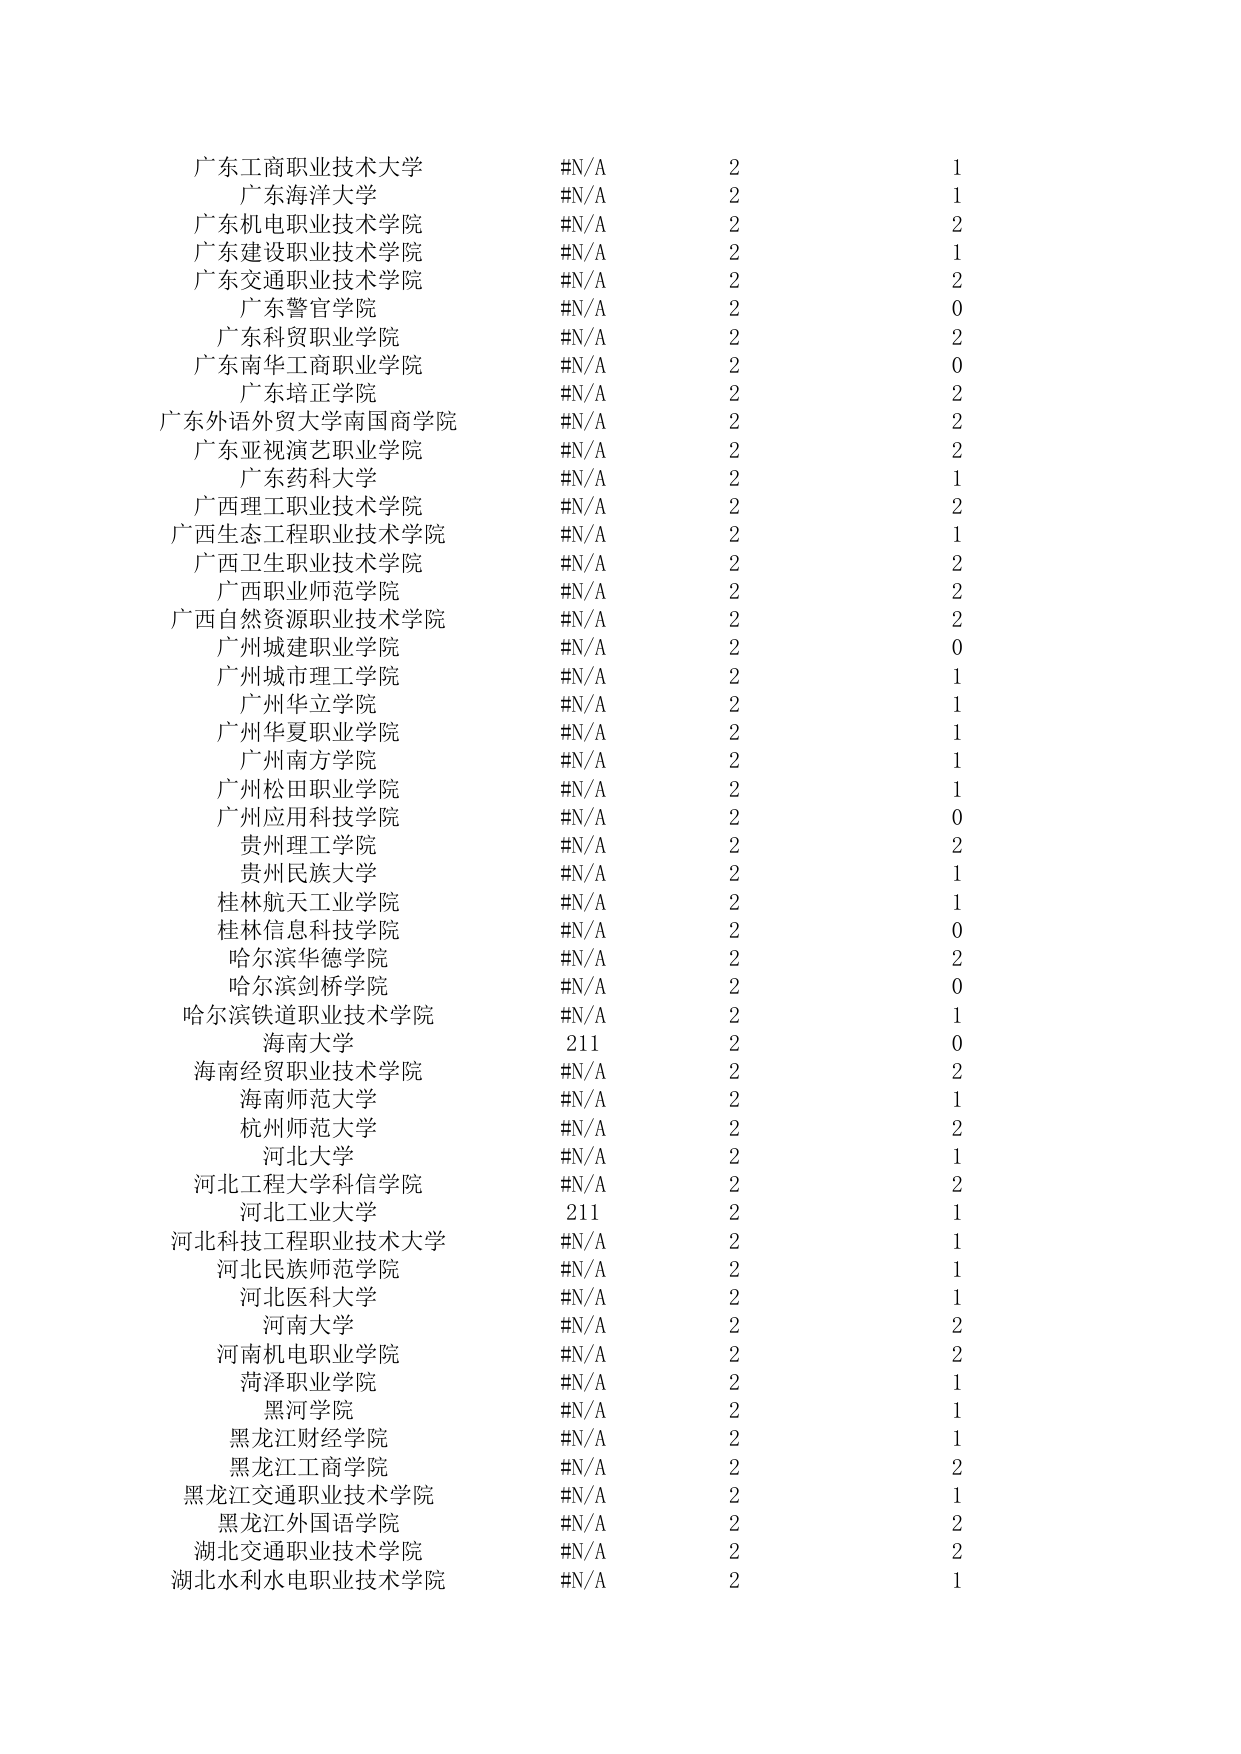 广东工商职业技术大学 #N/A 2 1
广东海洋大学 #N/A 2 1
广东机电职业技术学院 #N/A 2 2
广东建设职业技术学院 #N/A 2 1
广东交通职业技术学院 #N/A 2 2
广东警官学院 #N/A 2 0
广东科贸职业学院 #N/A 2 2
广东南华工商职业学院 #N/A 2 0
广东培正学院 #N/A 2 2
广东外语外贸大学南国商学院 #N/A 2 2
广东亚视演艺职业学院 #N/A 2 2
广东药科大学 #N/A 2 1
广西理工职业技术学院 #N/A 2 2
广西生态工程职业技术学院 #N/A 2 1
广西卫生职业技术学院 #N/A 2 2
广西职业师范学院 #N/A 2 2
广西自然资源职业技术学院 #N/A 2 2
广州城建职业学院 #N/A 2 0
广州城市理工学院 #N/A 2 1
广州华立学院 #N/A 2 1
广州华夏职业学院 #N/A 2 1
广州南方学院 #N/A 2 1
广州松田职业学院 #N/A 2 1
广州应用科技学院 #N/A 2 0
贵州理工学院 #N/A 2 2
贵州民族大学 #N/A 2 1
桂林航天工业学院 #N/A 2 1
桂林信息科技学院 #N/A 2 0
哈尔滨华德学院 #N/A 2 2
哈尔滨剑桥学院 #N/A 2 0
哈尔滨铁道职业技术学院 #N/A 2 1
海南大学 211 2 0
海南经贸职业技术学院 #N/A 2 2
海南师范大学 #N/A 2 1
杭州师范大学 #N/A 2 2
河北大学 #N/A 2 1
河北工程大学科信学院 #N/A 2 2
河北工业大学 211 2 1
河北科技工程职业技术大学 #N/A 2 1
河北民族师范学院 #N/A 2 1
河北医科大学 #N/A 2 1
河南大学 #N/A 2 2
河南机电职业学院 #N/A 2 2
菏泽职业学院 #N/A 2 1
黑河学院 #N/A 2 1
黑龙江财经学院 #N/A 2 1
黑龙江工商学院 #N/A 2 2
黑龙江交通职业技术学院 #N/A 2 1
黑龙江外国语学院 #N/A 2 2
湖北交通职业技术学院 #N/A 2 2
湖北水利水电职业技术学院 #N/A 2 1